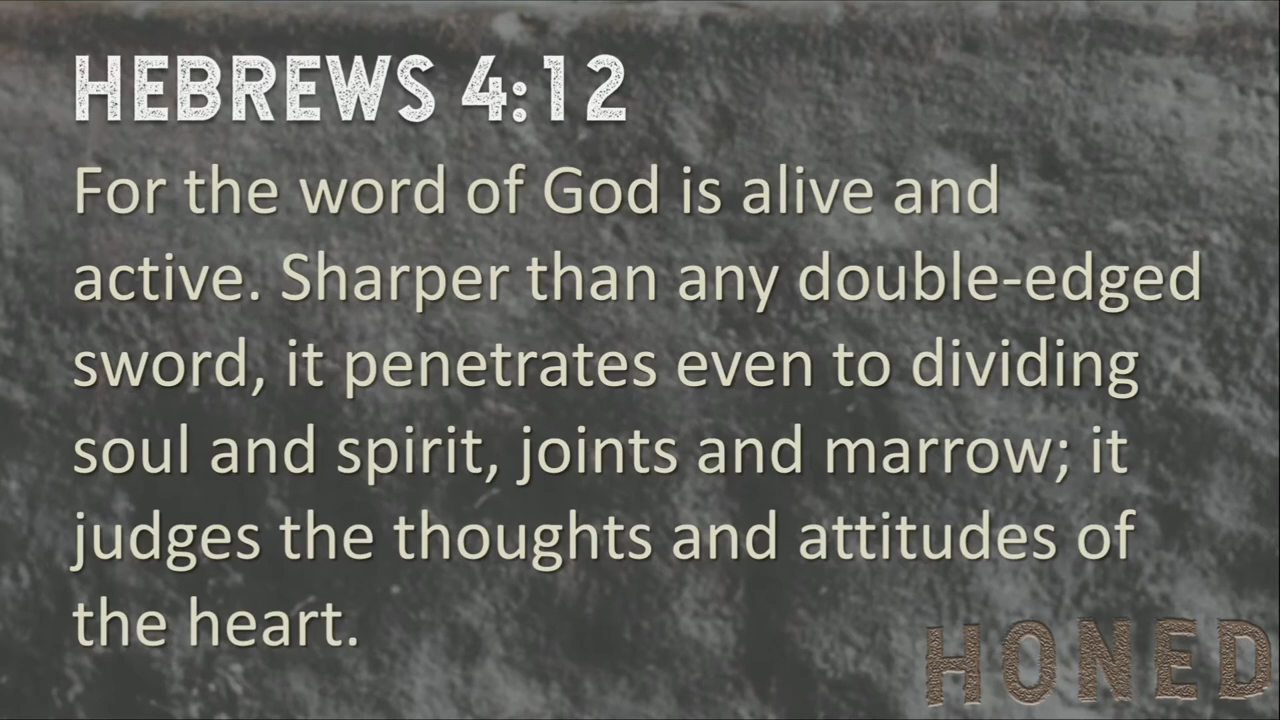 HEBREWS 4:12
For the word of God is alive and
active. Sharper than any double-edged
sword, it penetrates even to dividing
soul and spirit, joints and marrow; it
judges the thoughts and attitudes of
the heart.
HONED